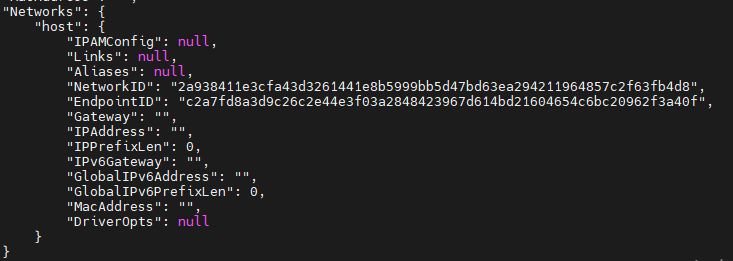 "Networks": {
"host": {
"IPAMConfig": null,
"Links": null,
"Aliases": null,
"NetworkID": "2a938411e3cfa43d3261441e8b5999bb5d47bd63ea294211964857c2f63fb4d8",
"EndpointID": "c2a7fd8a3d9c26c2e44e3f03a2848423967d614bd21604654c6bc20962f3a40f",
"Gateway": "",
"IPAddress": "",
"IPPrefixLen": 0,
"IPv6Gateway": "",
"GlobalIPv6Address": "",
"GlobalIPv6PrefixLen": 0,
"MacAddress": "",
"DriverOpts": null
}
}